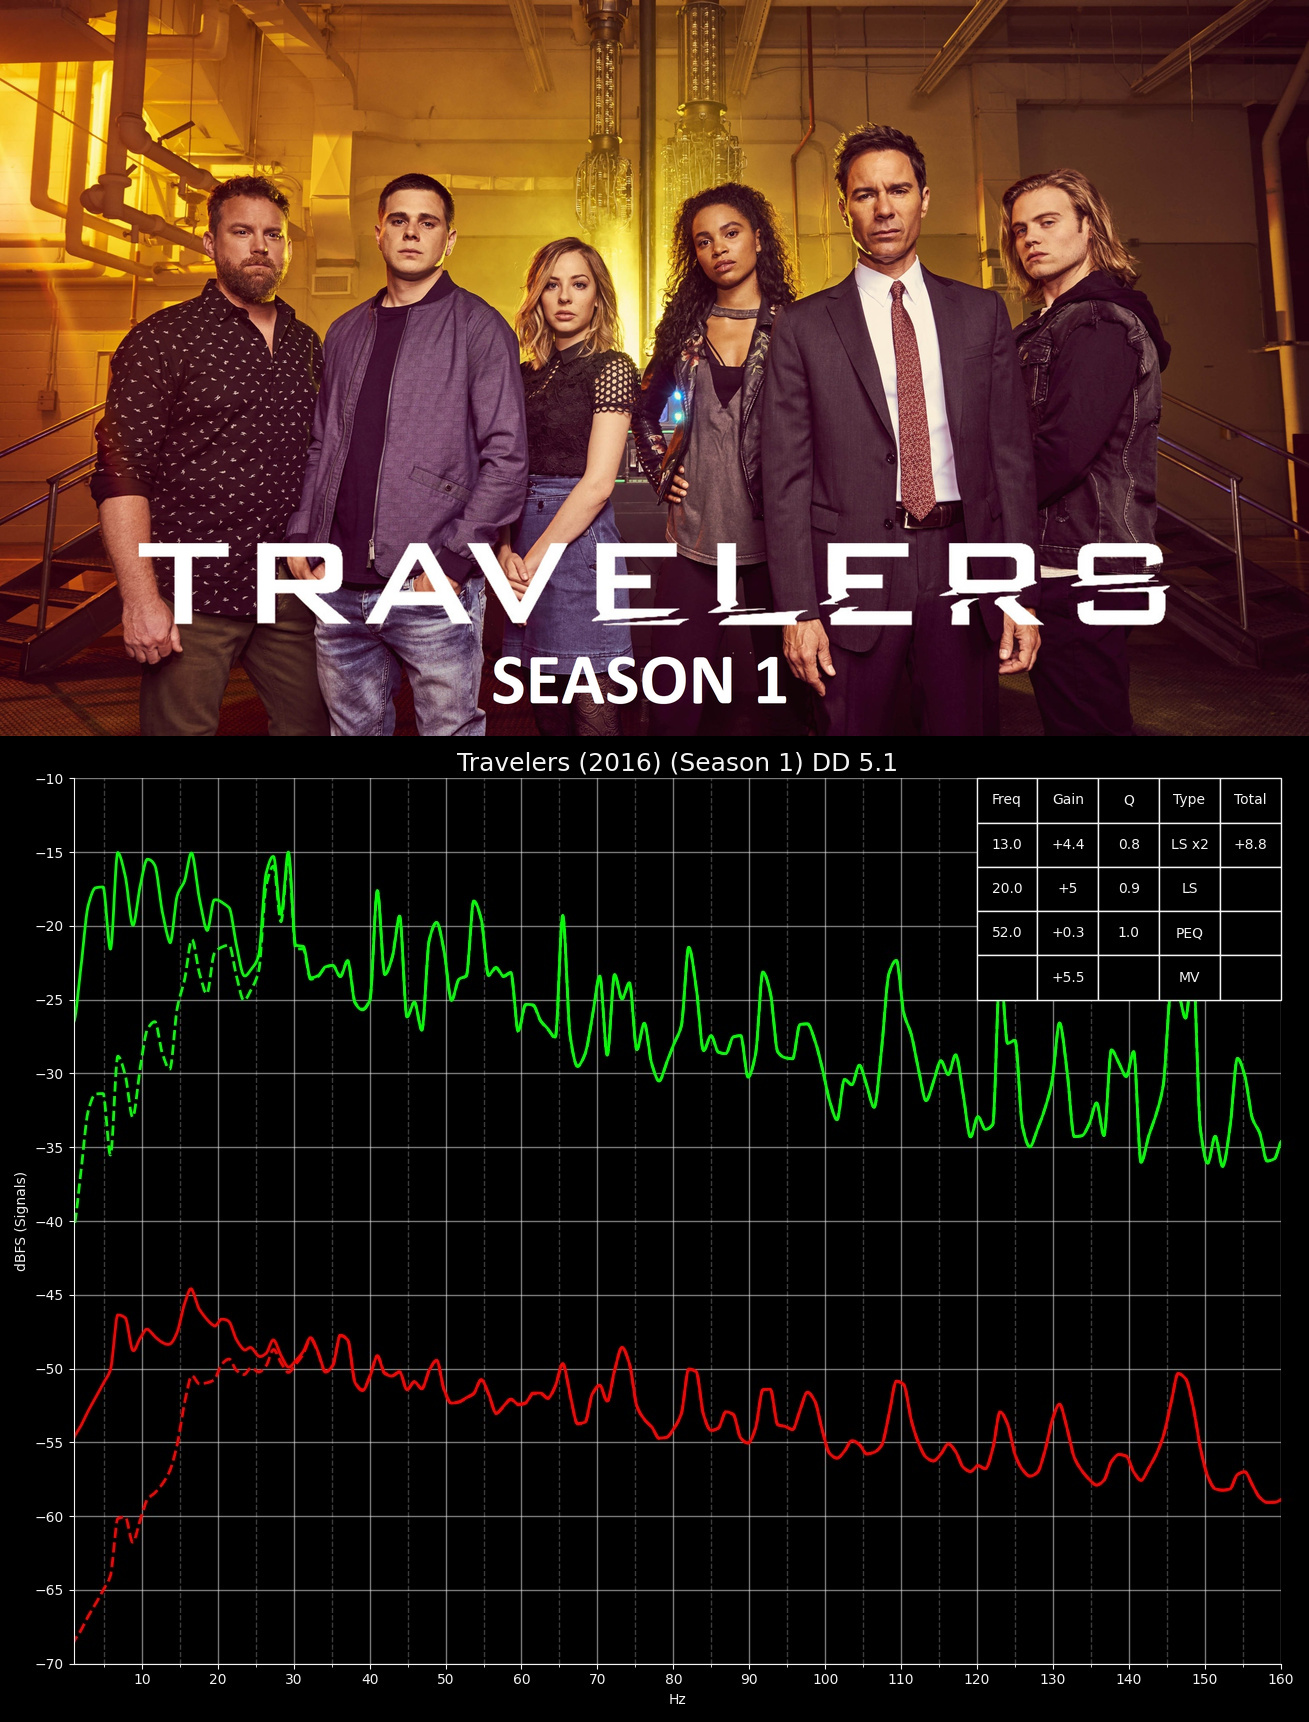 TRAVELERS
SEASON 1
Travelers (2016) (Season 1) DD 5.1
Freq Gain Q Type Total
13.0 +4.4 0.8 LS x2 +8.8
20.0 +5 0.9 LS
52.0 +0.3 1.0 PEQ
+5.5 MV
−10
−15
−20
−25
−30
−35
−40
−45
−50
−55
−60
−65
−70
dBFS (Signals)
10 20 30 40 50 60 70 80 90 100 110 120 130 140 150 160
Hz